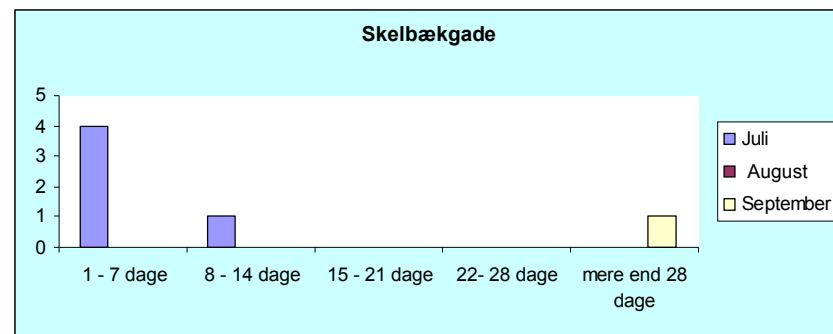 Skelbækgade
5
4
3
2
1
0
1 - 7 dage
8 - 14 dage
15 - 21 dage
22- 28 dage
mere end 28
dage
Juli
August
September